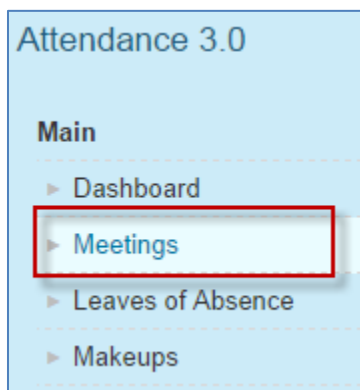 Attendance 3.0
Main
Dashboard
Meetings
Leaves of Absence
Makeups